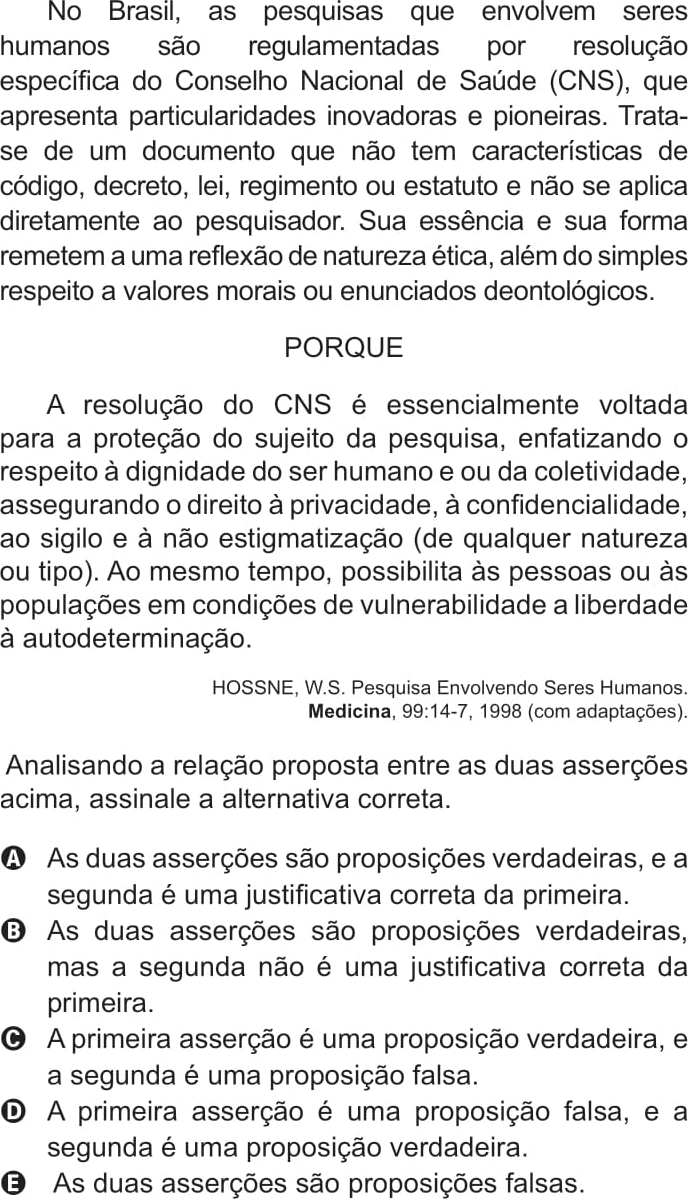 No Brasil, as pesquisas que envolvem seres
humanos são regulamentadas por resolução
específica do Conselho Nacional de Saúde (CNS), que
apresenta particularidades inovadoras e pioneiras. Trata-
se de um documento que não tem características de
código, decreto, lei, regimento ou estatuto e não se aplica
diretamente ao pesquisador. Sua essência e sua forma
remetem a uma reflexão de natureza ética, além do simples
respeito a valores morais ou enunciados deontológicos.
PORQUE
A resolução do CNS é essencialmente voltada
para a proteção do sujeito da pesquisa, enfatizando o
respeito à dignidade do ser humano e ou da coletividade,
assegurando o direito à privacidade, à confidencialidade,
ao sigilo e à não estigmatização (de qualquer natureza
ou tipo). Ao mesmo tempo, possibilita às pessoas ou às
populações em condições de vulnerabilidade a liberdade
à autodeterminação.
HOSSNE, W.S. Pesquisa Envolvendo Seres Humanos.
Medicina, 99:14-7, 1998 (com adaptações).
Analisando a relação proposta entre as duas asserções
acima, assinale a alternativa correta.
A As duas asserções são proposições verdadeiras, e a
segunda é uma justificativa correta da primeira.
B As duas asserções são proposições verdadeiras,
mas a segunda não é uma justificativa correta da
primeira.
C A primeira asserção é uma proposição verdadeira, e
a segunda é uma proposição falsa.
D A primeira asserção é uma proposição falsa, e a
segunda é uma proposição verdadeira.
E As duas asserções são proposições falsas.